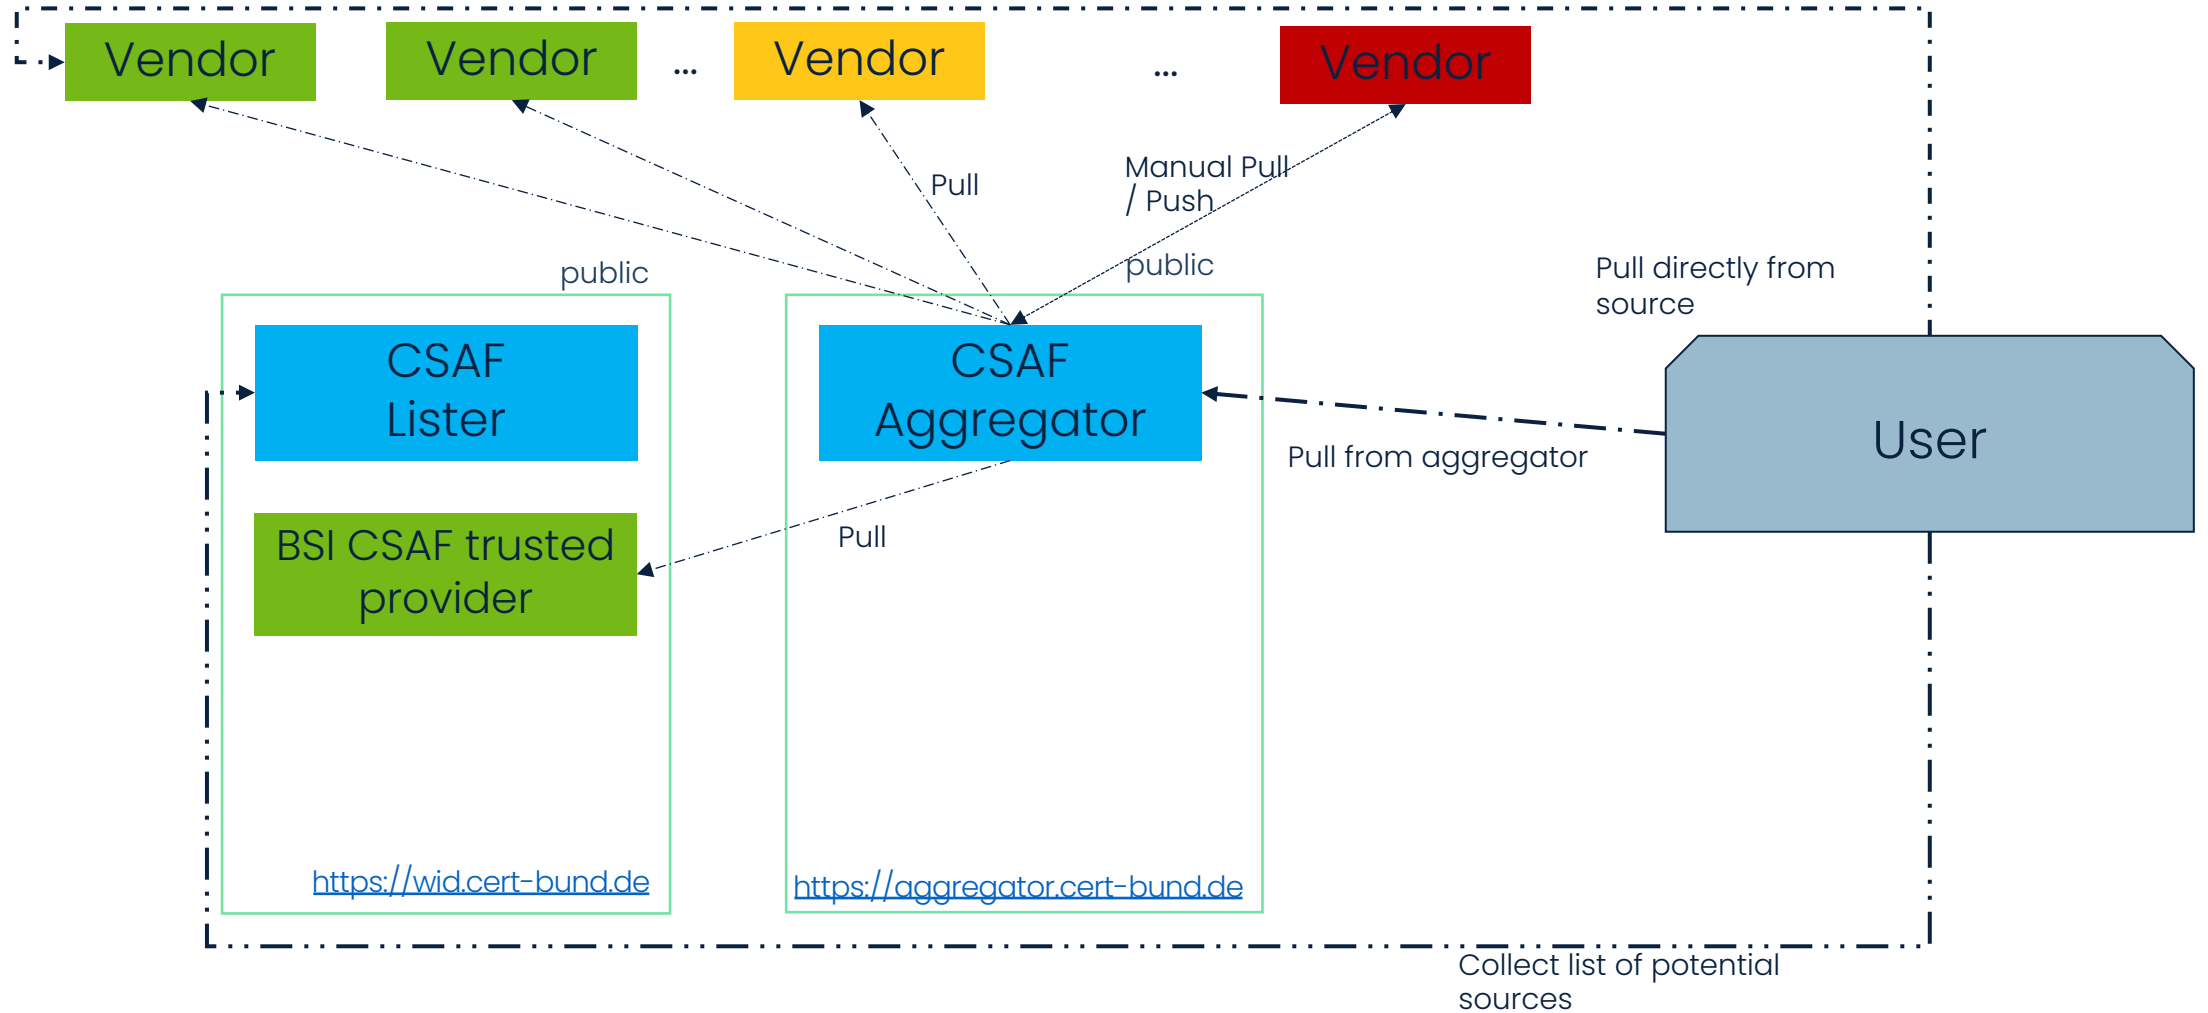 Vendor
Vendor
...
Vendor
...
Vendor
Manual Pull
/ Push
Pull
public
public
Pull directly from
source
CSAF
Lister
CSAF
Aggregator
User
Pull from aggregator
BSI CSAF trusted
provider
Pull
https://wid.cert-bund.de
https://aggregator.cert-bund.de
Collect list of potential
sources